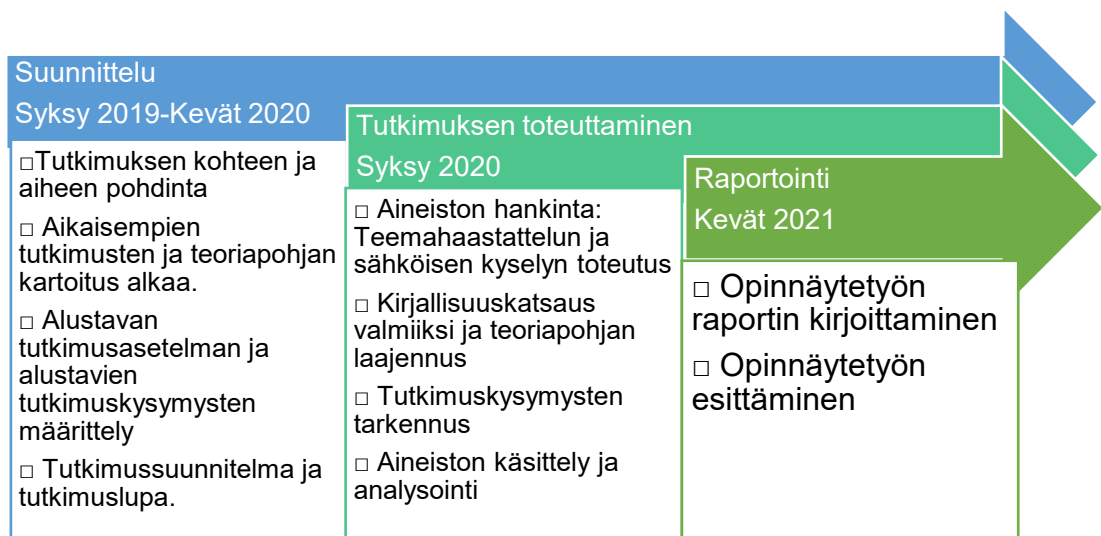 Suunnittelu
Syksy 2019-Kevät 2020
□Tutkimuksen kohteen ja
aiheen pohdinta
□ Aikaisempien
tutkimusten ja teoriapohjan
kartoitus alkaa.
□ Alustavan
tutkimusasetelman ja
alustavien
tutkimuskysymysten
määrittely
□ Tutkimussuunnitelma ja
tutkimuslupa.
Tutkimuksen toteuttaminen
Syksy 2020
□ Aineiston hankinta:
Teemahaastattelun ja
sähköisen kyselyn toteutus
□ Kirjallisuuskatsaus
valmiiksi ja teoriapohjan
laajennus
□ Tutkimuskysymysten
tarkennus
□ Aineiston käsittely ja
analysointi
Raportointi
Kevät 2021
□ Opinnäytetyön
raportin kirjoittaminen
□ Opinnäytetyön
esittäminen